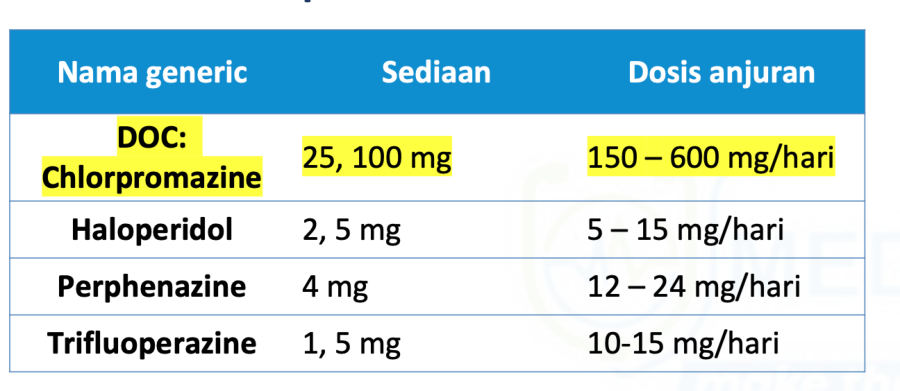 Nama generic Sediaan Dosis anjuran
DOC:
Chlorpromazine 25, 100 mg 150 – 600 mg/hari
Haloperidol 2, 5 mg 5 – 15 mg/hari
Perphenazine 4 mg 12 – 24 mg/hari
Trifluoperazine 1, 5 mg 10-15 mg/hari